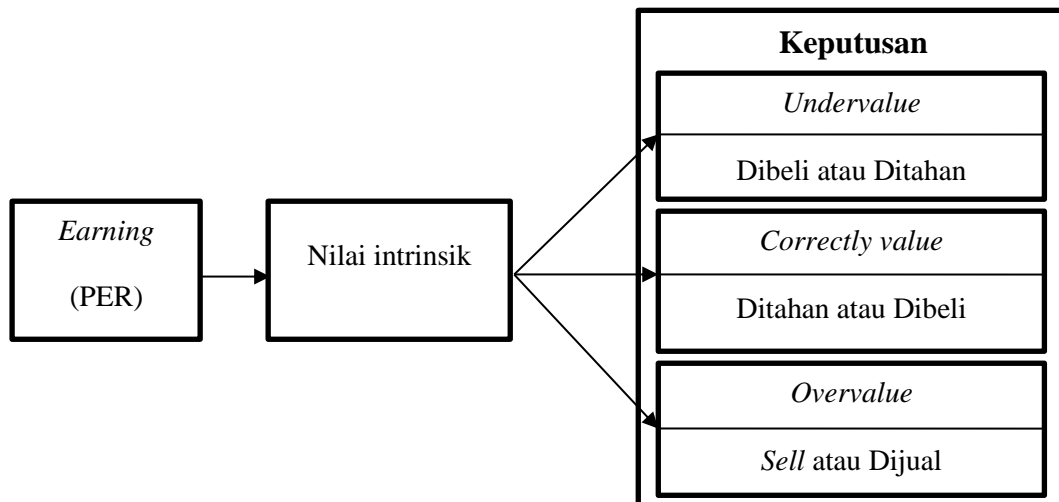 Earning
(PER)
Nilai intrinsik
Keputusan
Undervalue
Dibeli atau Ditahan
Correctly value
Ditahan atau Dibeli
Overvalue
Sell atau Dijual